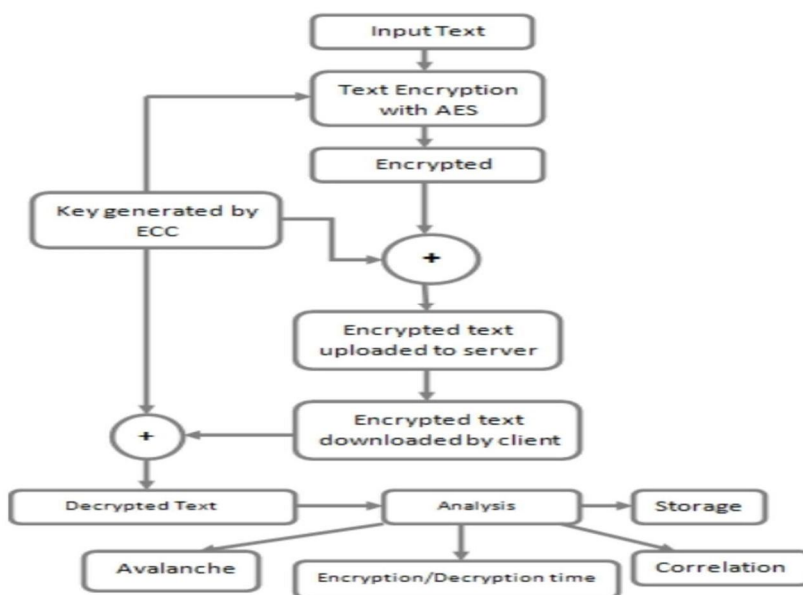 Input Text
Text Encryption
with AES
Encrypted
Key generated by
ECC
+
Encrypted text
uploaded to server
Encrypted text
downloaded by client
+
Decrypted Text
Analysis
Storage
Avalanche
Encryption/Decryption time
Correlation